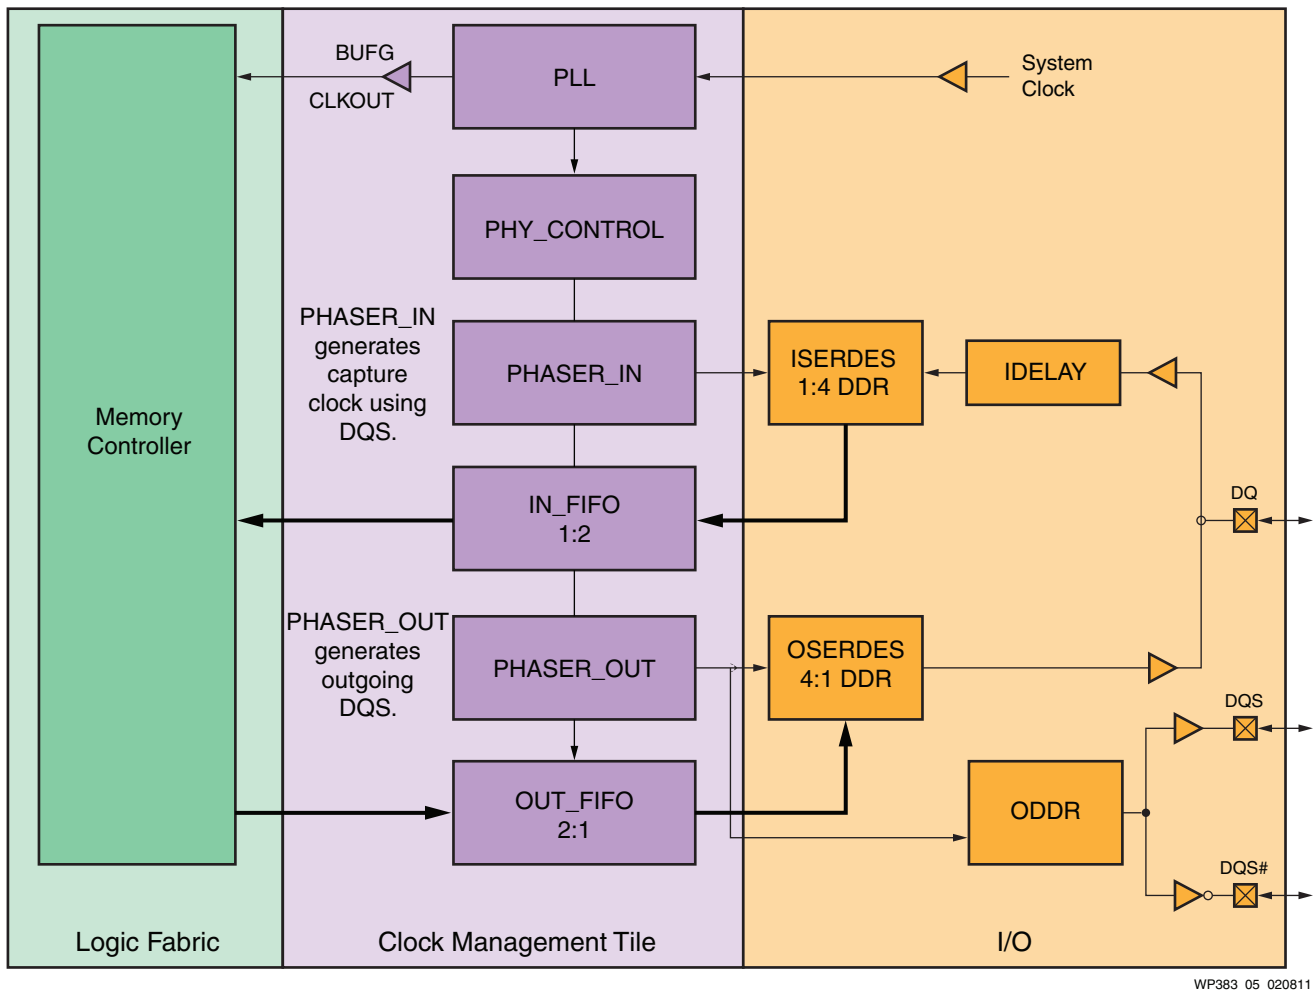 BUFG
CLKOUT
PLL
System
Clock
PHY_CONTROL
PHASER_IN
generates
capture
clock using
DQS.
PHASER_IN
ISERDES
1:4 DDR
IDELAY
Memory
Controller
IN_FIFO
1:2
DQ
PHASER_OUT
generates
outgoing
DQS.
PHASER_OUT
OSERDES
4:1 DDR
DQS
OUT_FIFO
2:1
ODDR
DQS#
Logic Fabric
Clock Management Tile
I/O
WP383_05_020811